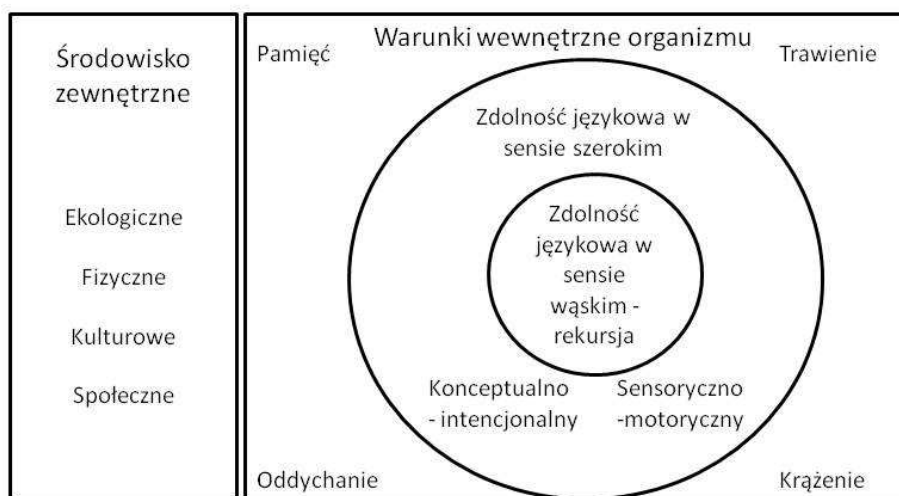 Środowisko
zewnętrzne
Ekologiczne
Fizyczne
Kulturowe
Społeczne
Warunki wewnętrzne organizmu
Pamięć
Trawienie
Zdolność językowa w
sensie szerokim
Zdolność
językowa w
sensie
wąskim -
rekursja
Konceptualno
- intencjonalny
Sensoryczno
-motoryczny
Oddychanie
Krążenie